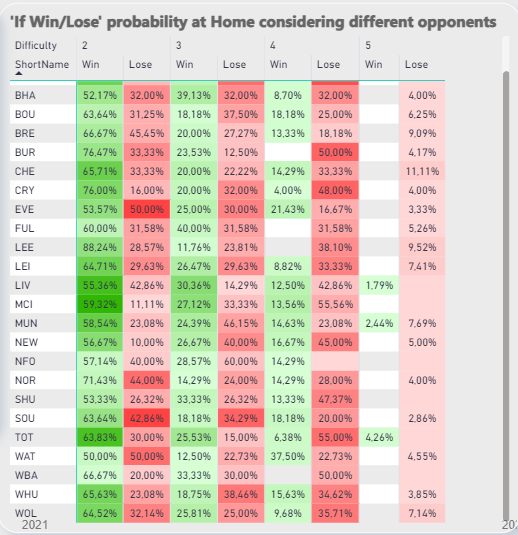 'If Win/Lose' probability at Home considering different opponents
Difficulty 2 3 4 5
ShortName Win Lose Win Lose Win Lose Win Lose
BHA 52,17% 32,00% 39,13% 32,00% 8,70% 32,00% 4,00%
BOU 63,64% 31,25% 18,18% 37,50% 18,18% 25,00% 6,25%
BRE 66,67% 45,45% 20,00% 27,27% 13,33% 18,18% 9,09%
BUR 76,47% 33,33% 23,53% 12,50% 50,00% 4,17%
CHE 65,71% 33,33% 20,00% 22,22% 14,29% 33,33% 11,11%
CRY 76,00% 16,00% 20,00% 32,00% 4,00% 48,00% 4,00%
EVE 53,57% 50,00% 25,00% 30,00% 21,43% 16,67% 3,33%
FUL 60,00% 31,58% 40,00% 31,58% 31,58% 5,26%
LEE 88,24% 28,57% 11,76% 23,81% 38,10% 9,52%
LEI 64,71% 29,63% 26,47% 29,63% 8,82% 33,33% 7,41%
LIV 55,36% 42,86% 30,36% 14,29% 12,50% 42,86% 1,79%
MCI 59,32% 11,11% 27,12% 33,33% 13,56% 55,56%
MUN 58,54% 23,08% 24,39% 46,15% 14,63% 23,08% 2,44% 7,69%
NEW 56,67% 10,00% 26,67% 40,00% 16,67% 45,00% 5,00%
NFO 57,14% 40,00% 28,57% 60,00% 14,29%
NOR 71,43% 44,00% 14,29% 24,00% 14,29% 28,00% 4,00%
SHU 53,33% 26,32% 33,33% 26,32% 13,33% 47,37%
SOU 63,64% 42,86% 18,18% 34,29% 18,18% 20,00% 2,86%
TOT 63,83% 30,00% 25,53% 15,00% 6,38% 55,00% 4,26%
WAT 50,00% 50,00% 12,50% 22,73% 37,50% 22,73% 4,55%
WBA 66,67% 20,00% 33,33% 30,00% 50,00%
WHU 65,63% 23,08% 18,75% 38,46% 15,63% 34,62% 3,85%
WOL 64,52% 32,14% 25,81% 25,00% 9,68% 35,71% 7,14%
2021